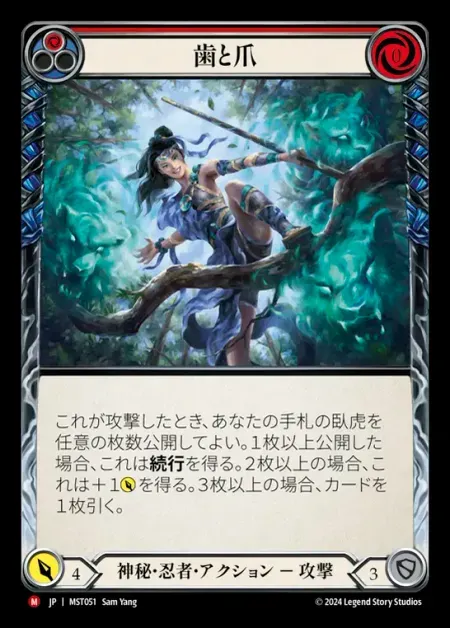 歯と爪
0
これが攻撃したとき、あなたの手札の臥虎を
任意の枚数公開してよい。1枚以上公開した
場合、これは続行を得る。2枚以上の場合、こ
れは+1を得る。3枚以上の場合、カードを
1枚引く。
4
神秘・忍者・アクション － 攻撃
3
M JP | MST051 Sam Yang
© 2024 Legend Story Studios